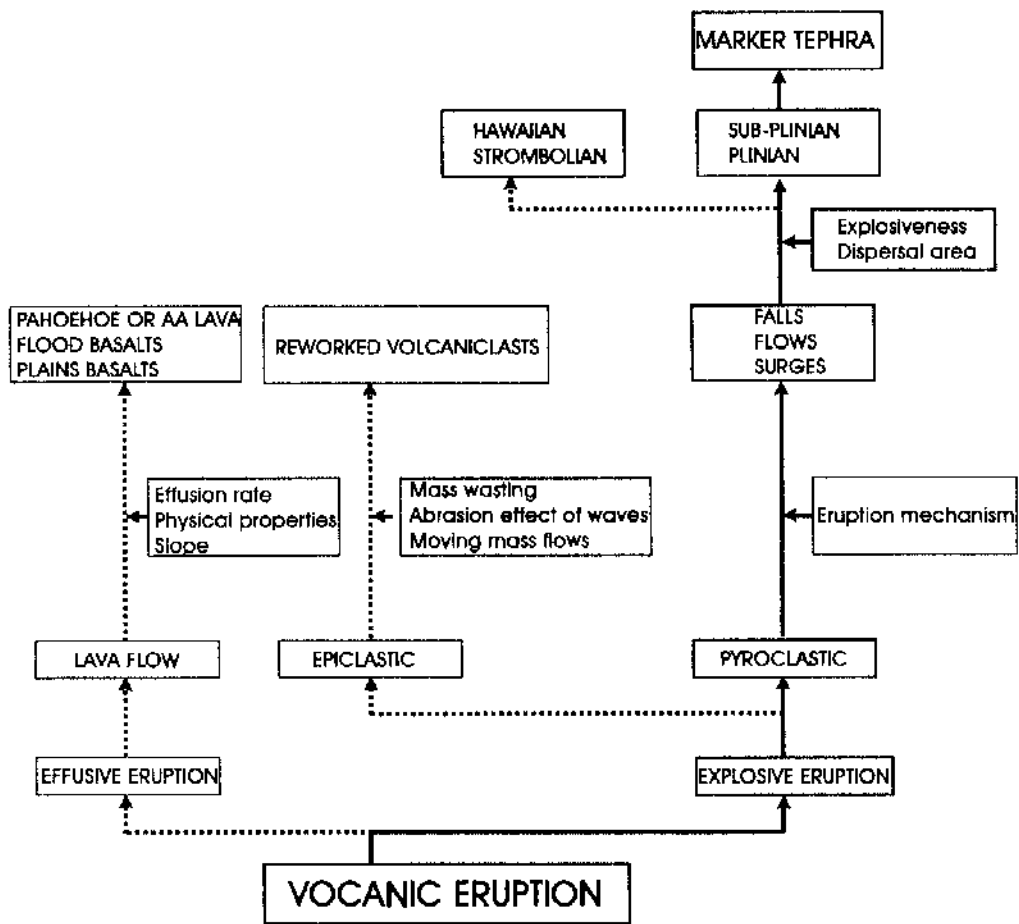 MARKER TEPHRA
HAWAIIAN
STROMBOLIAN
SUB-PLINIAN
PLINIAN
Explosiveness
Dispersal area
PAHOEHOE OR AA LAVA
FLOOD BASALTS
PLAINS BASALTS
REWORKED VOLCANICLASTS
FALLS
FLOWS
SURGES
Effusion rate
Physical properties
Slope
Mass wasting
Abrasion effect of waves
Moving mass flows
Eruption mechanism
LAVA FLOW
EPICLASTIC
PYROCLASTIC
EFFUSIVE ERUPTION
EXPLOSIVE ERUPTION
VOCANIC ERUPTION